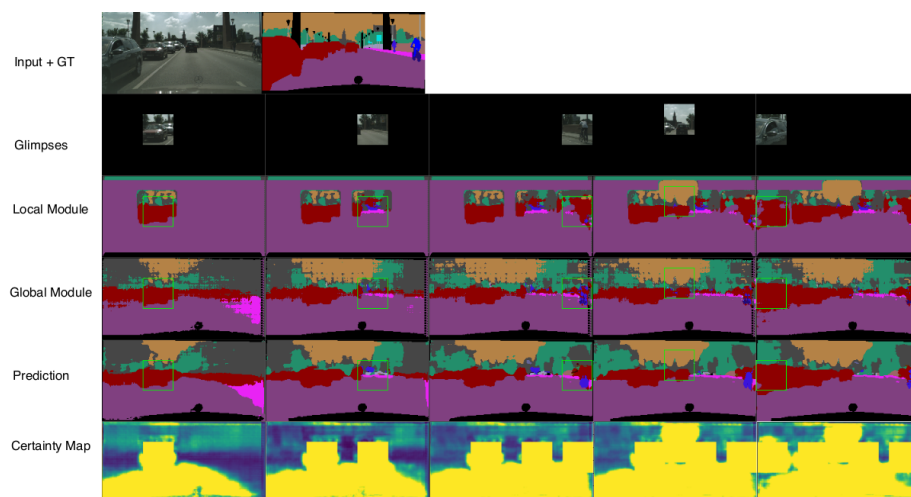 Input + GT
Glimpses
Local Module
Global Module
Prediction
Certainty Map